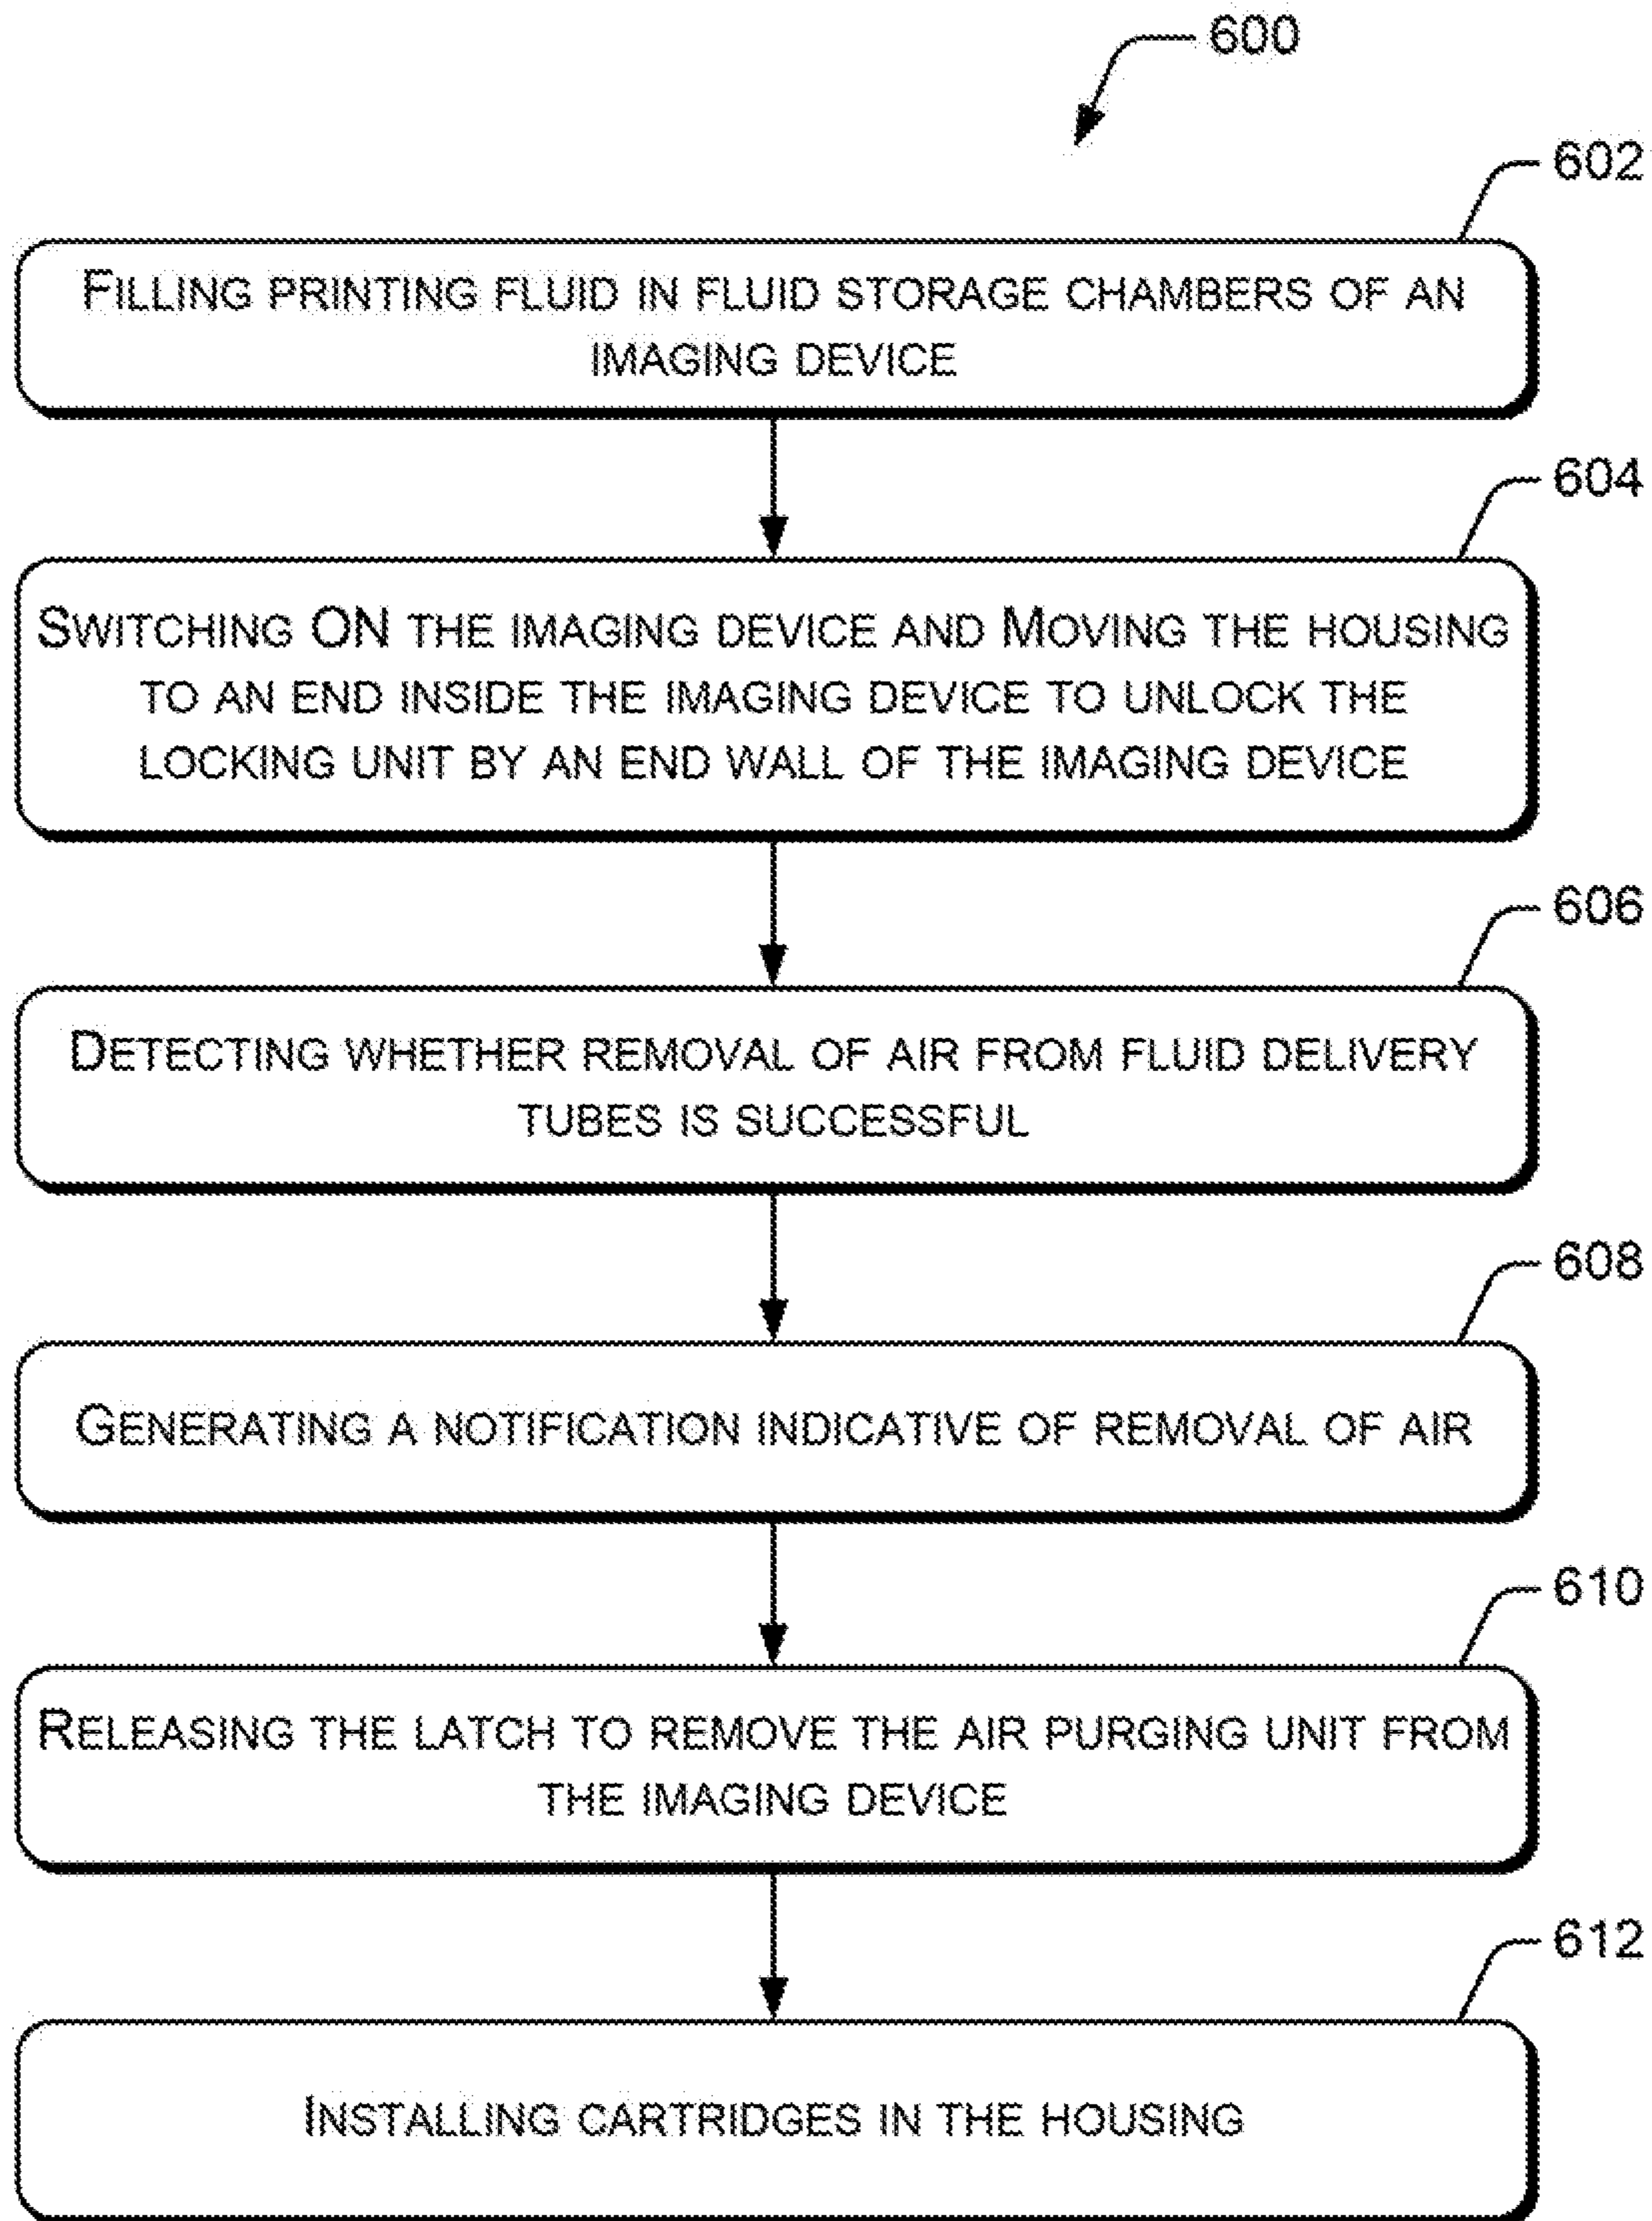 600
602
FILLING PRINTING FLUID IN FLUID STORAGE CHAMBERS OF AN
IMAGING DEVICE
604
SWITCHING ON THE IMAGING DEVICE AND MOVING THE HOUSING
TO AN END INSIDE THE IMAGING DEVICE TO UNLOCK THE
LOCKING UNIT BY AN END WALL OF THE IMAGING DEVICE
606
DETECTING WHETHER REMOVAL OF AIR FROM FLUID DELIVERY
TUBES IS SUCCESSFUL
608
GENERATING A NOTIFICATION INDICATIVE OF REMOVAL OF AIR
610
RELEASING THE LATCH TO REMOVE THE AIR PURGING UNIT FROM
THE IMAGING DEVICE
612
INSTALLING CARTRIDGES IN THE HOUSING